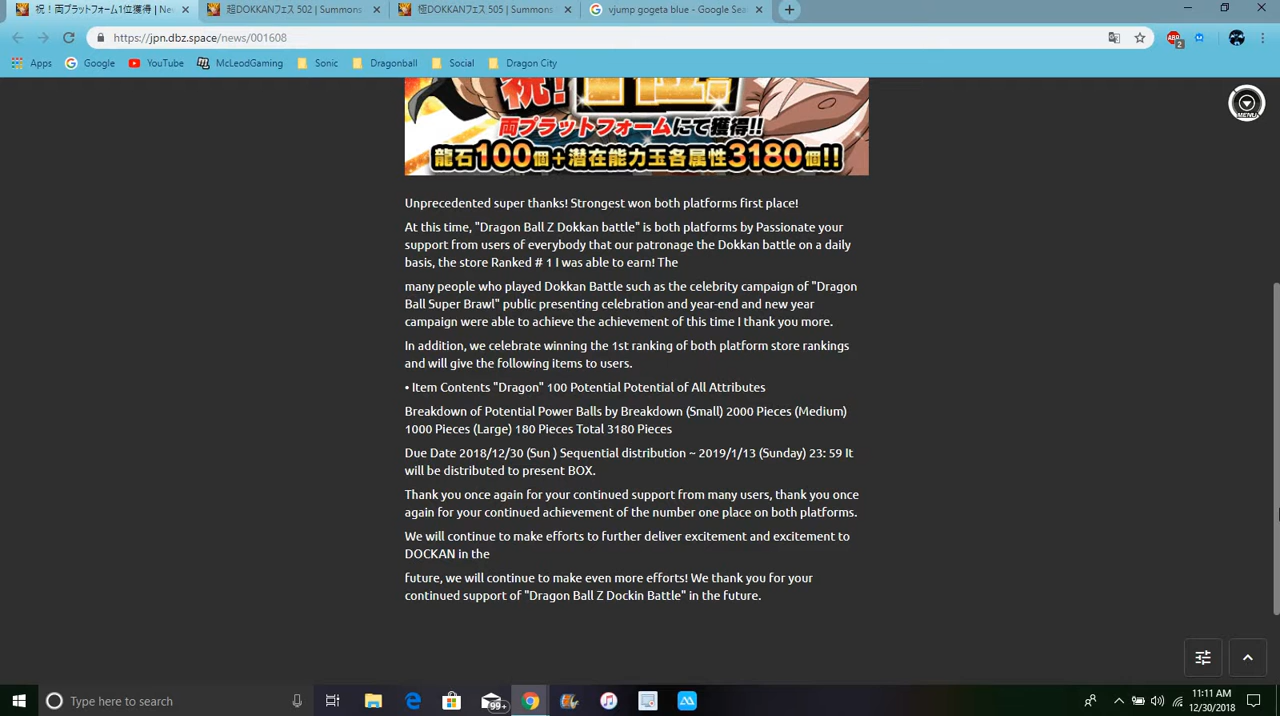 祝！両プラットフォーム1位獲得 | Ne
超DOKKANフェス 502 | Summons
極DOKKANフェス 505 | Summons
vjump gogeta blue - Google Sea
https://jpn.dbz.space/news/001608
ABP
2
Apps
Google
YouTube
McLeodGaming
Sonic
Dragonball
Social
Dragon City
祝!1位!
両プラットフォームにて獲得!!
龍石100個+潜在能力玉各属性3180個!!
MENU
Unprecedented super thanks! Strongest won both platforms first place!
At this time, "Dragon Ball Z Dokkan battle" is both platforms by Passionate your
support from users of everybody that our patronage the Dokkan battle on a daily
basis, the store Ranked # 1 I was able to earn! The
many people who played Dokkan Battle such as the celebrity campaign of "Dragon
Ball Super Brawl" public presenting celebration and year-end and new year
campaign were able to achieve the achievement of this time I thank you more.
In addition, we celebrate winning the 1st ranking of both platform store rankings
and will give the following items to users.
• Item Contents "Dragon" 100 Potential Potential of All Attributes
Breakdown of Potential Power Balls by Breakdown (Small) 2000 Pieces (Medium)
1000 Pieces (Large) 180 Pieces Total 3180 Pieces
Due Date 2018/12/30 (Sun ) Sequential distribution ~ 2019/1/13 (Sunday) 23: 59 It
will be distributed to present BOX.
Thank you once again for your continued support from many users, thank you once
again for your continued achievement of the number one place on both platforms.
We will continue to make efforts to further deliver excitement and excitement to
DOCKAN in the
future, we will continue to make even more efforts! We thank you for your
continued support of "Dragon Ball Z Dockin Battle" in the future.
Type here to search
99+
11:11 AM
12/30/2018